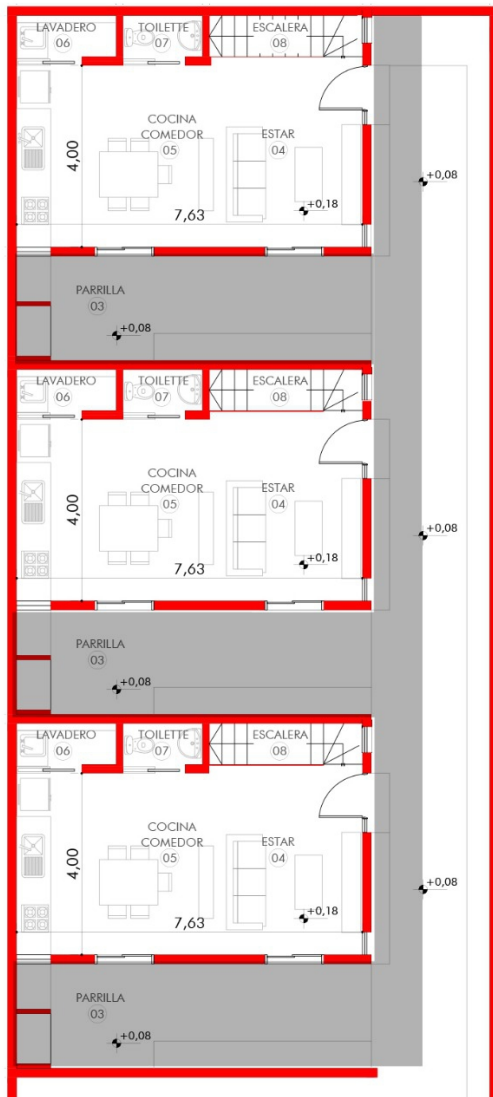 LAVADERO
06
TOILETTE
07
ESCALERA
08
COCINA
COMEDOR
05
ESTAR
04
4,00
7,63
+0,18
+0,08
PARRILLA
03
+0,08
LAVADERO
06
TOILETTE
07
ESCALERA
08
COCINA
COMEDOR
05
ESTAR
04
4,00
7,63
+0,18
+0,08
PARRILLA
03
+0,08
LAVADERO
06
TOILETTE
07
ESCALERA
08
COCINA
COMEDOR
05
ESTAR
04
4,00
7,63
+0,18
+0,08
PARRILLA
03
+0,08